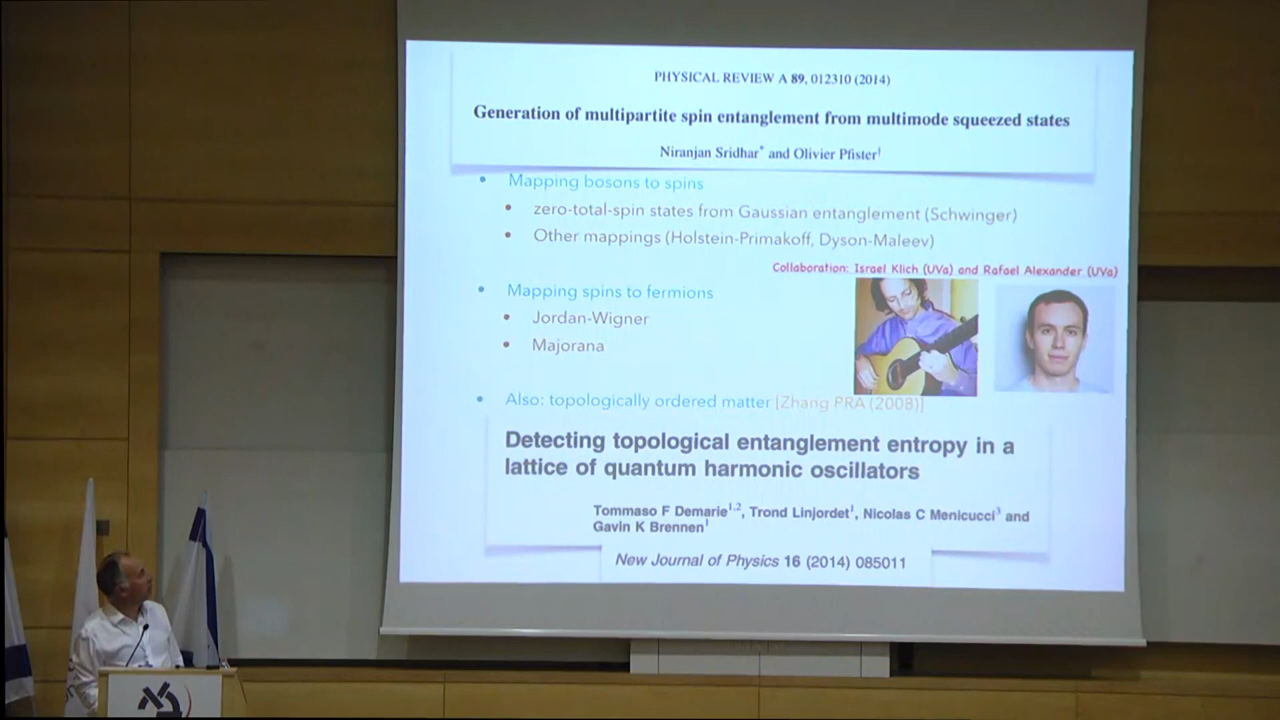 PHYSICAL REVIEW A 89, 012310 (2014)
Generation of multipartite spin entanglement from multimode squeezed states
Niranjan Sridhar* and Olivier Pfister†
• Mapping bosons to spins
• zero-total-spin states from Gaussian entanglement (Schwinger)
• Other mappings (Holstein-Primakoff, Dyson-Maleev)
Collaboration: Israel Klich (UVa) and Rafael Alexander (UVa)
• Mapping spins to fermions
• Jordan-Wigner
• Majorana
• Also: topologically ordered matter [Zhang PRA (2008)]
Detecting topological entanglement entropy in a
lattice of quantum harmonic oscillators
Tommaso F Demarie1,2, Trond Linjordet1, Nicolas C Menicucci3 and
Gavin K Brennen1
New Journal of Physics 16 (2014) 085011